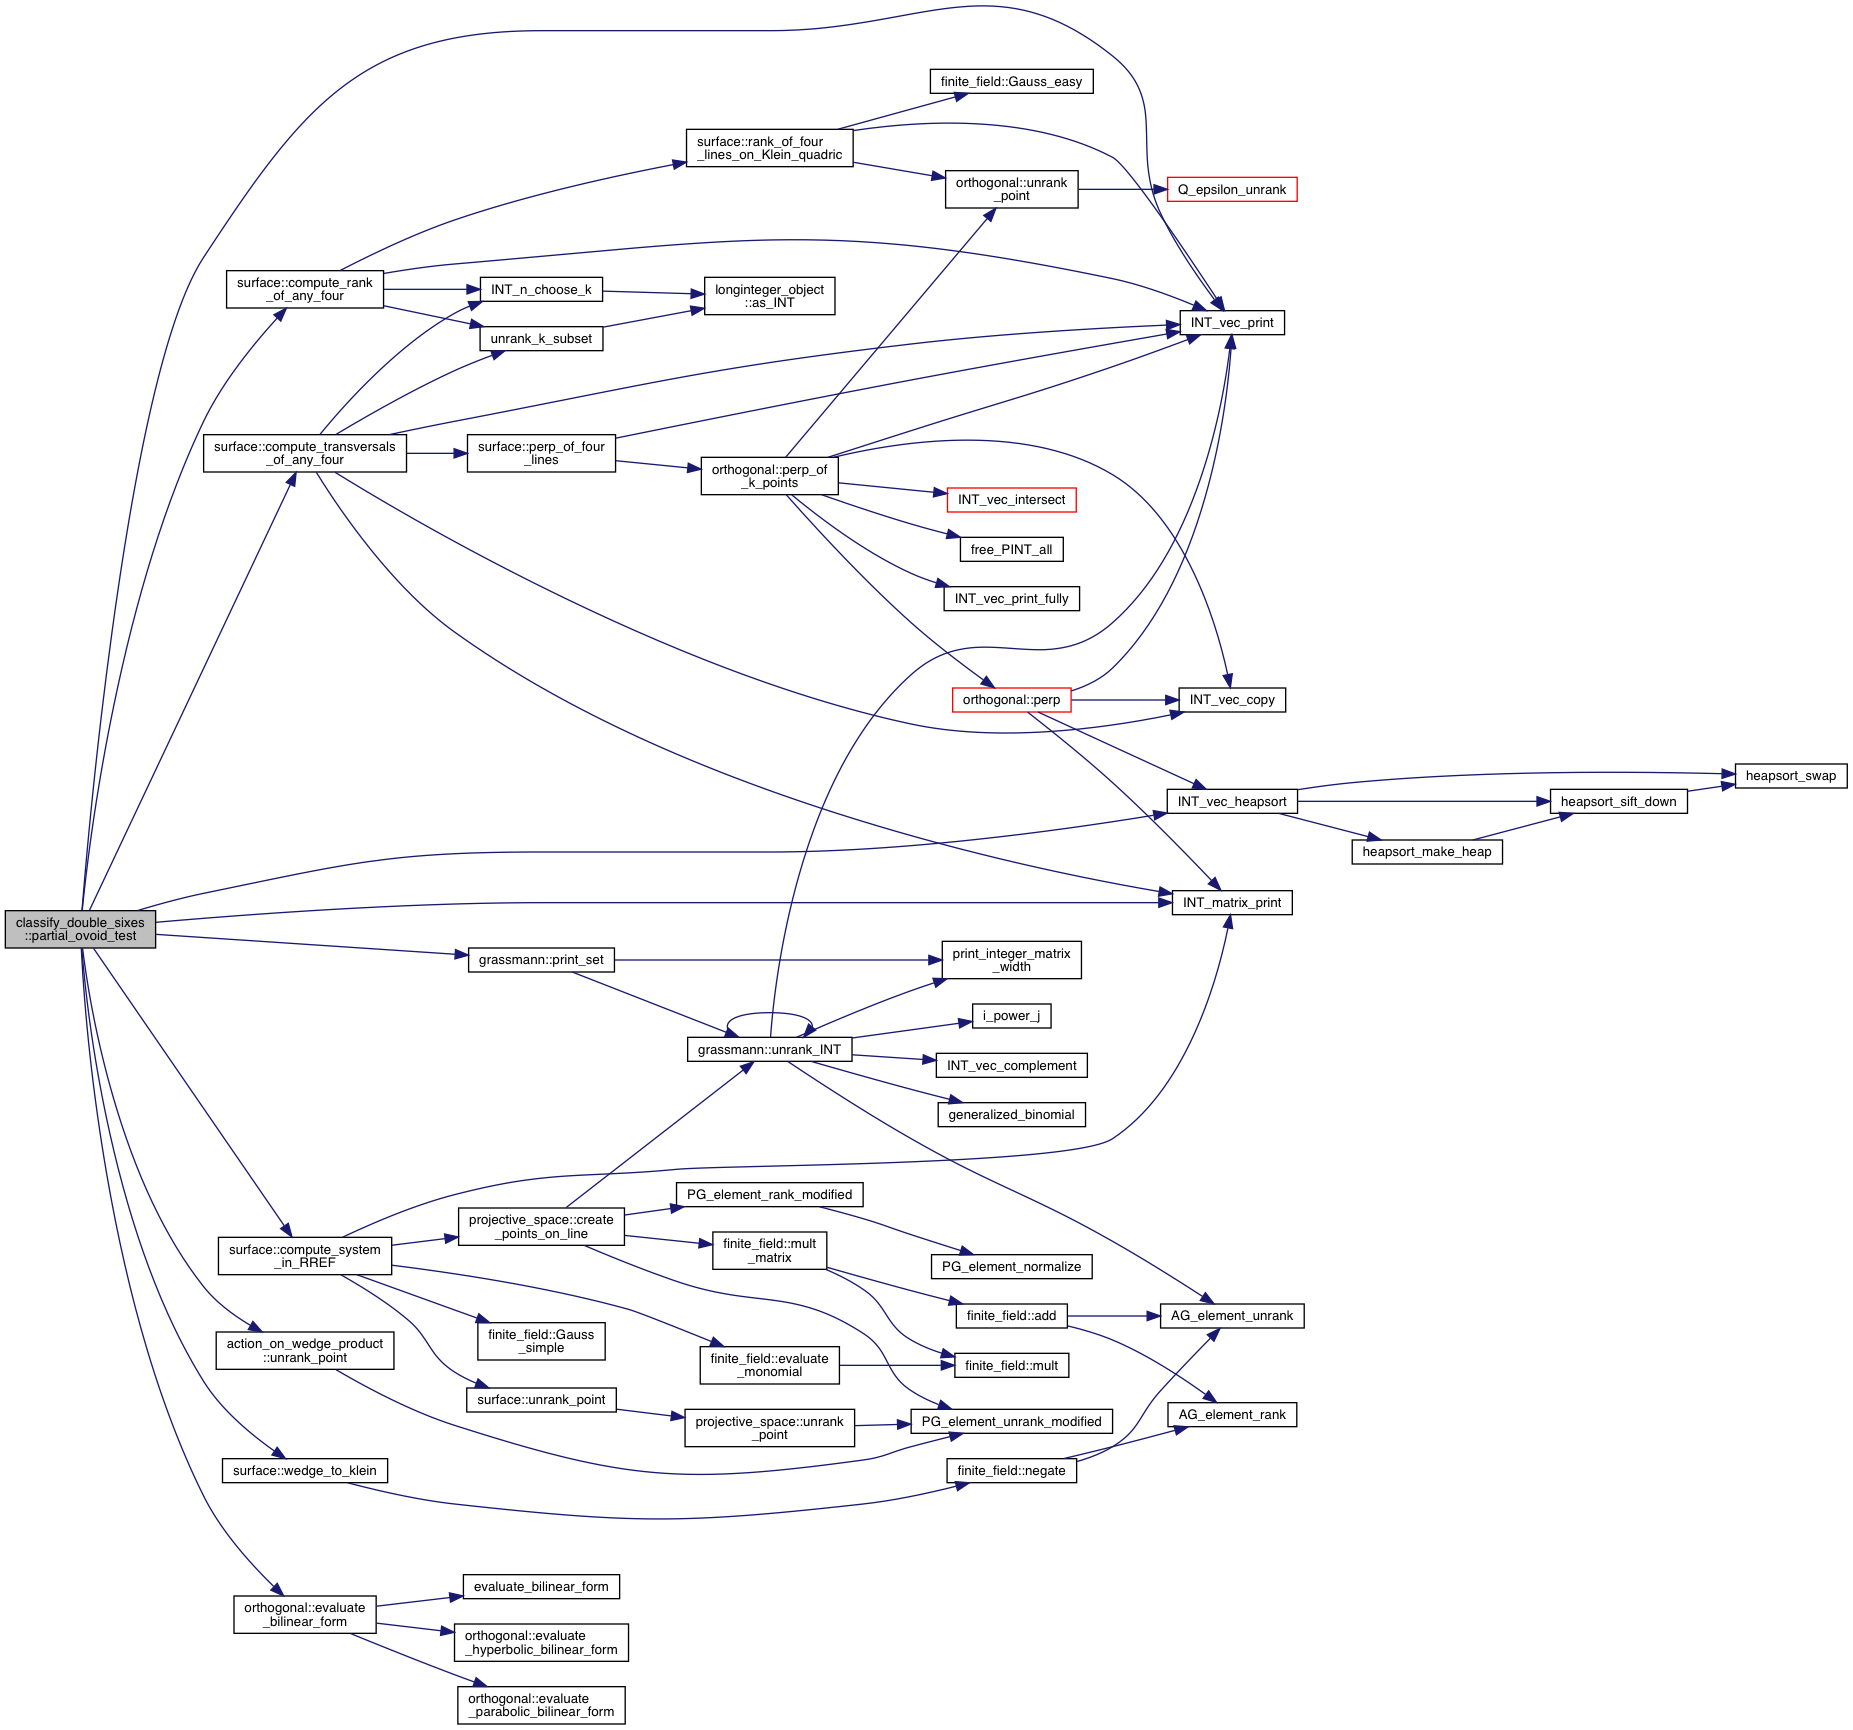 finite_field::Gauss_easy
surface::rank_of_four
_lines_on_Klein_quadric
orthogonal::unrank
_point
Q_epsilon_unrank
surface::compute_rank
_of_any_four
INT_n_choose_k
longinteger_object
::as_INT
unrank_k_subset
INT_vec_print
surface::compute_transversals
_of_any_four
surface::perp_of_four
_lines
orthogonal::perp_of
_k_points
INT_vec_intersect
free_PINT_all
INT_vec_print_fully
orthogonal::perp
INT_vec_copy
heapsort_swap
INT_vec_heapsort
heapsort_sift_down
heapsort_make_heap
INT_matrix_print
classify_double_sixes
::partial_ovoid_test
grassmann::print_set
print_integer_matrix
_width
i_power_j
grassmann::unrank_INT
INT_vec_complement
generalized_binomial
PG_element_rank_modified
projective_space::create
_points_on_line
surface::compute_system
_in_RREF
finite_field::mult
_matrix
PG_element_normalize
finite_field::add
AG_element_unrank
finite_field::Gauss
_simple
action_on_wedge_product
::unrank_point
finite_field::evaluate
_monomial
finite_field::mult
surface::unrank_point
projective_space::unrank
_point
PG_element_unrank_modified
AG_element_rank
surface::wedge_to_klein
finite_field::negate
evaluate_bilinear_form
orthogonal::evaluate
_bilinear_form
orthogonal::evaluate
_hyperbolic_bilinear_form
orthogonal::evaluate
_parabolic_bilinear_form